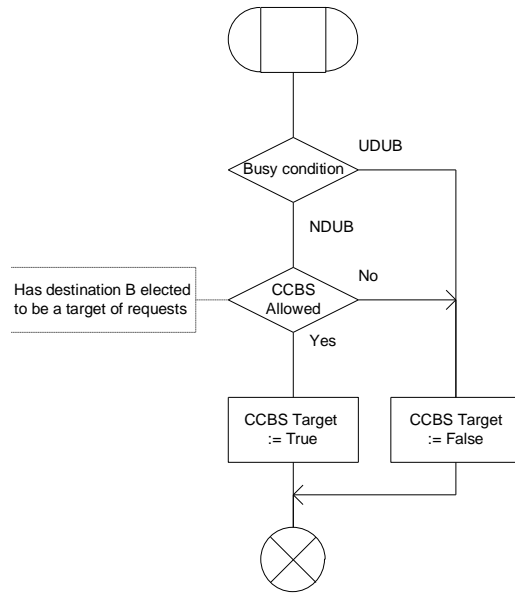 UDUB
Busy condition
NDUB
Has destination B elected
to be a target of requests
CCBS
Allowed
No
Yes
CCBS Target
:= True
CCBS Target
:= False